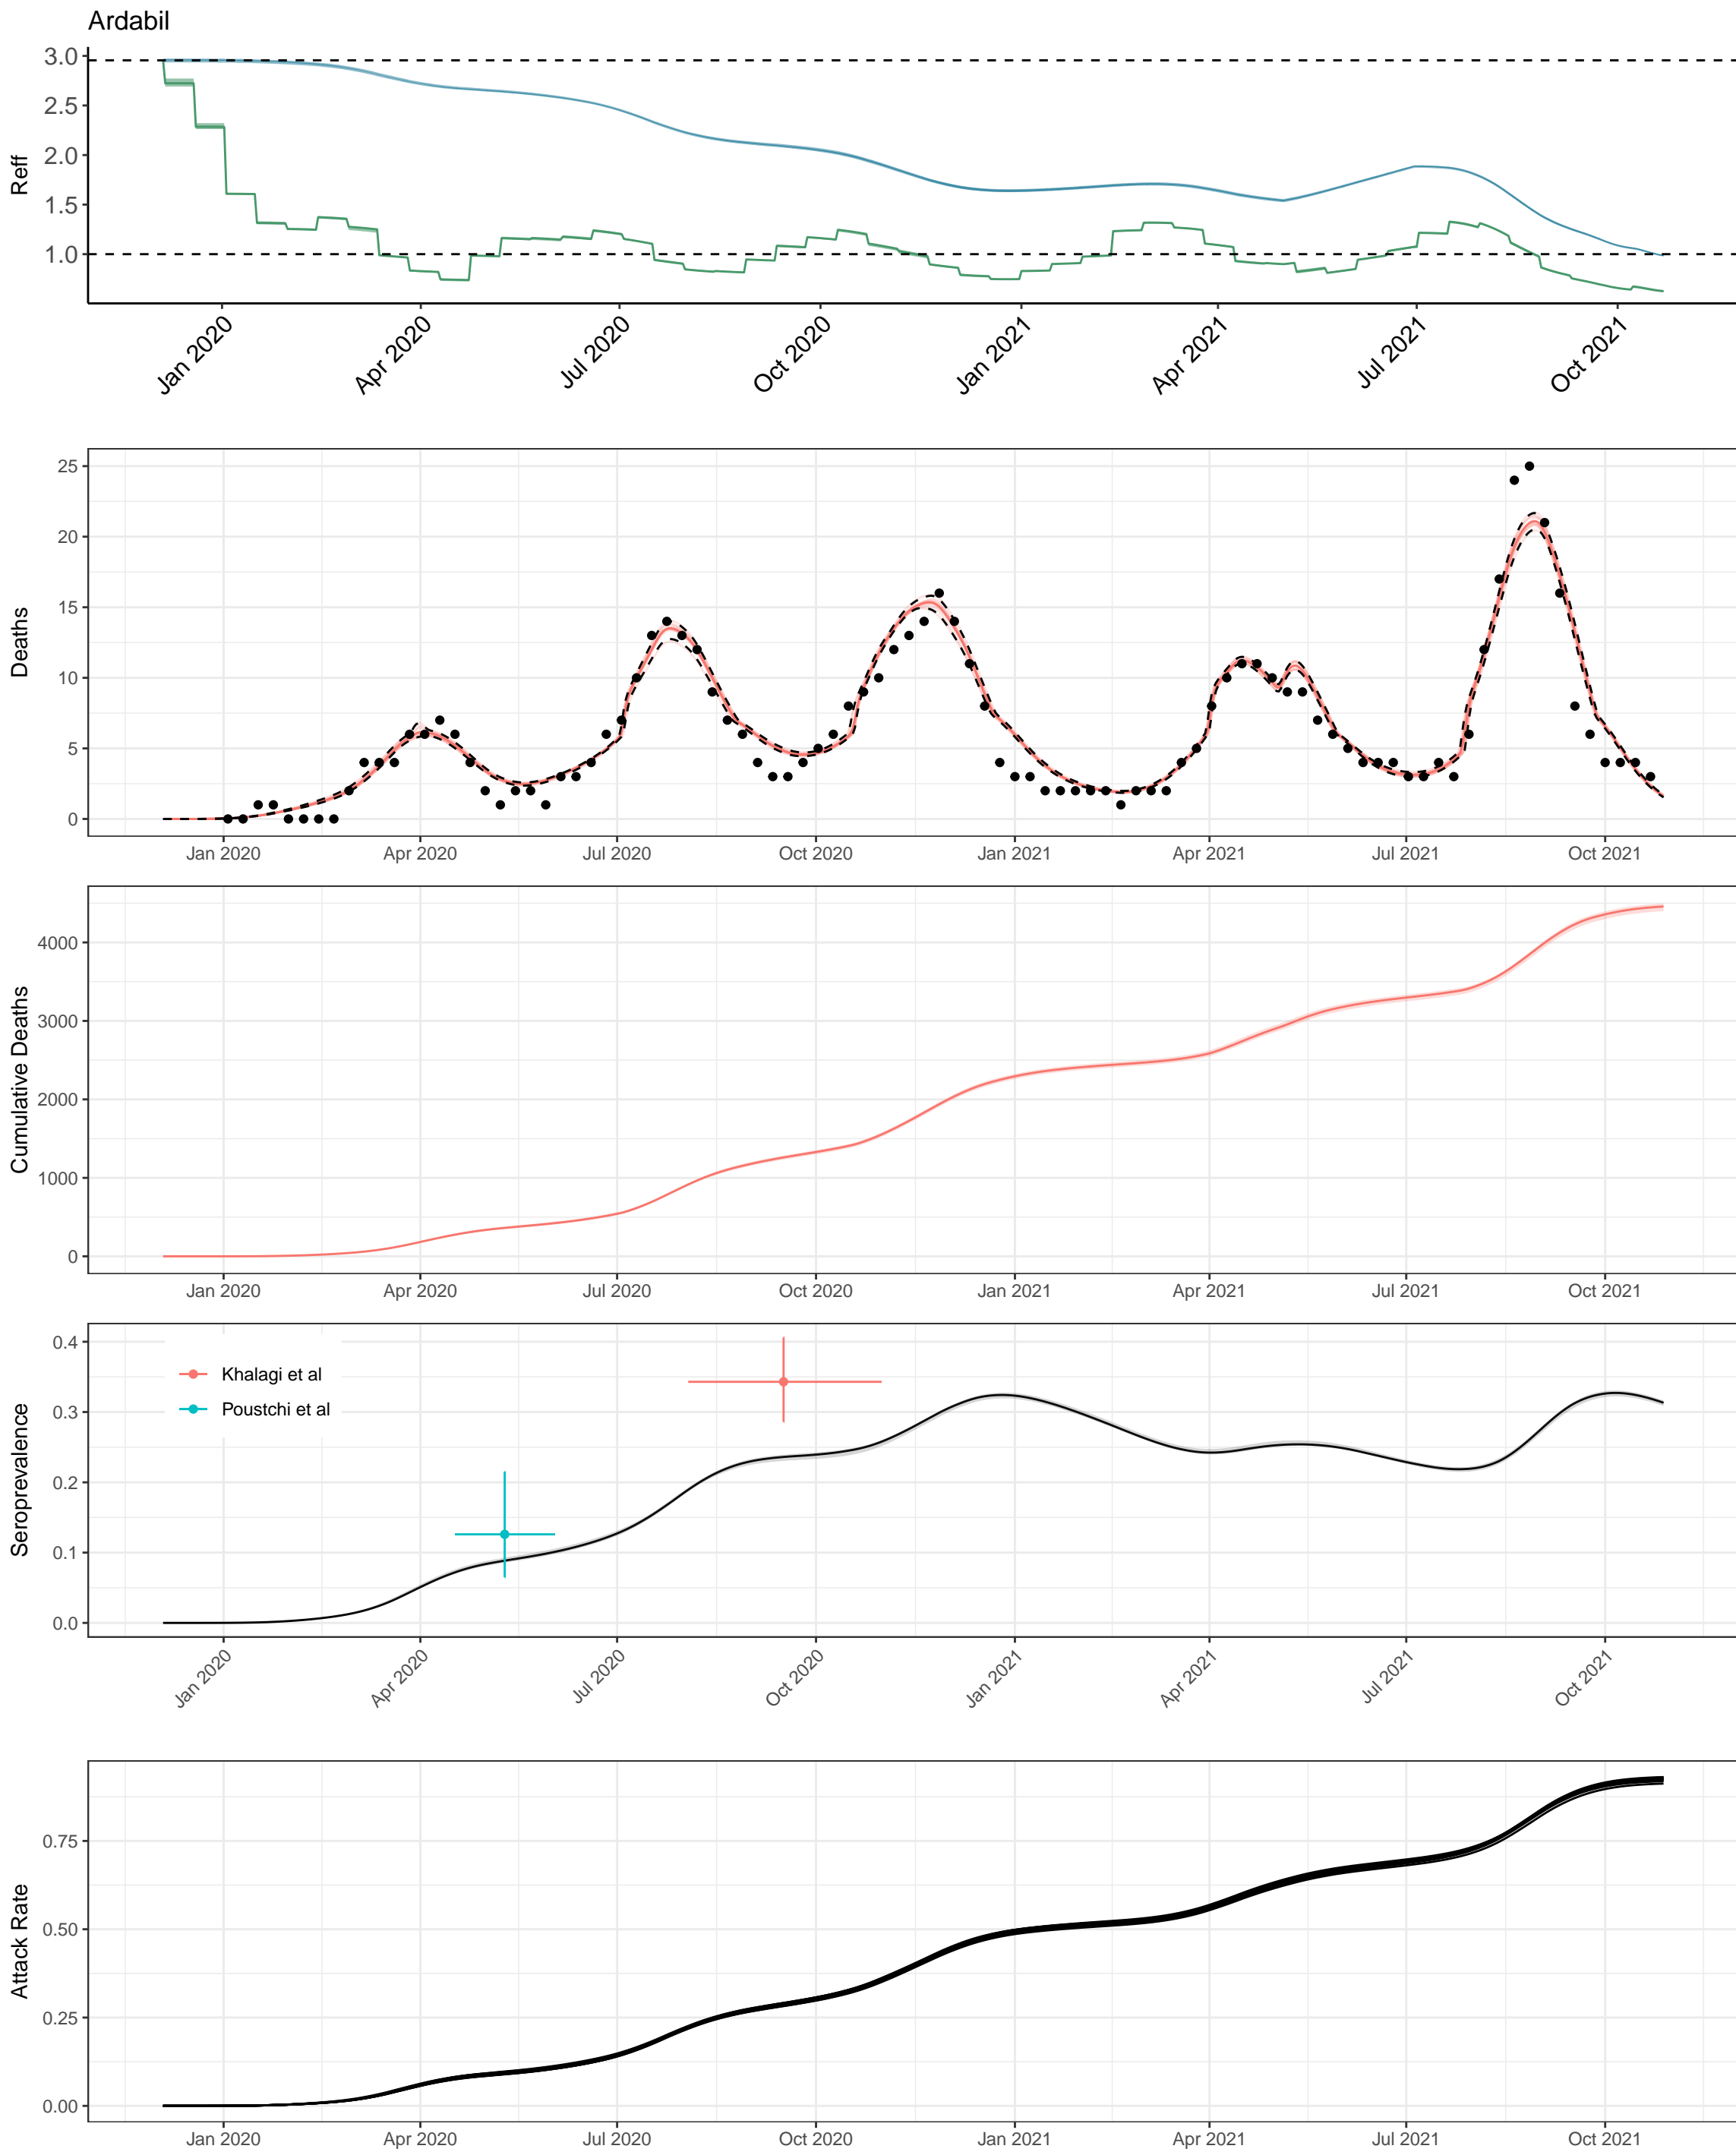 Ardabil
Reff
3.0
2.5
2.0
1.5
1.0
Jan 2020
Apr 2020
Jul 2020
Oct 2020
Jan 2021
Apr 2021
Jul 2021
Oct 2021
Deaths
25
20
15
10
5
0
Jan 2020
Apr 2020
Jul 2020
Oct 2020
Jan 2021
Apr 2021
Jul 2021
Oct 2021
Cumulative Deaths
4000
3000
2000
1000
0
Jan 2020
Apr 2020
Jul 2020
Oct 2020
Jan 2021
Apr 2021
Jul 2021
Oct 2021
Seroprevalence
0.4
0.3
0.2
0.1
0.0
Khalagi et al
Poustchi et al
Jan 2020
Apr 2020
Jul 2020
Oct 2020
Jan 2021
Apr 2021
Jul 2021
Oct 2021
Attack Rate
0.75
0.50
0.25
0.00
Jan 2020
Apr 2020
Jul 2020
Oct 2020
Jan 2021
Apr 2021
Jul 2021
Oct 2021